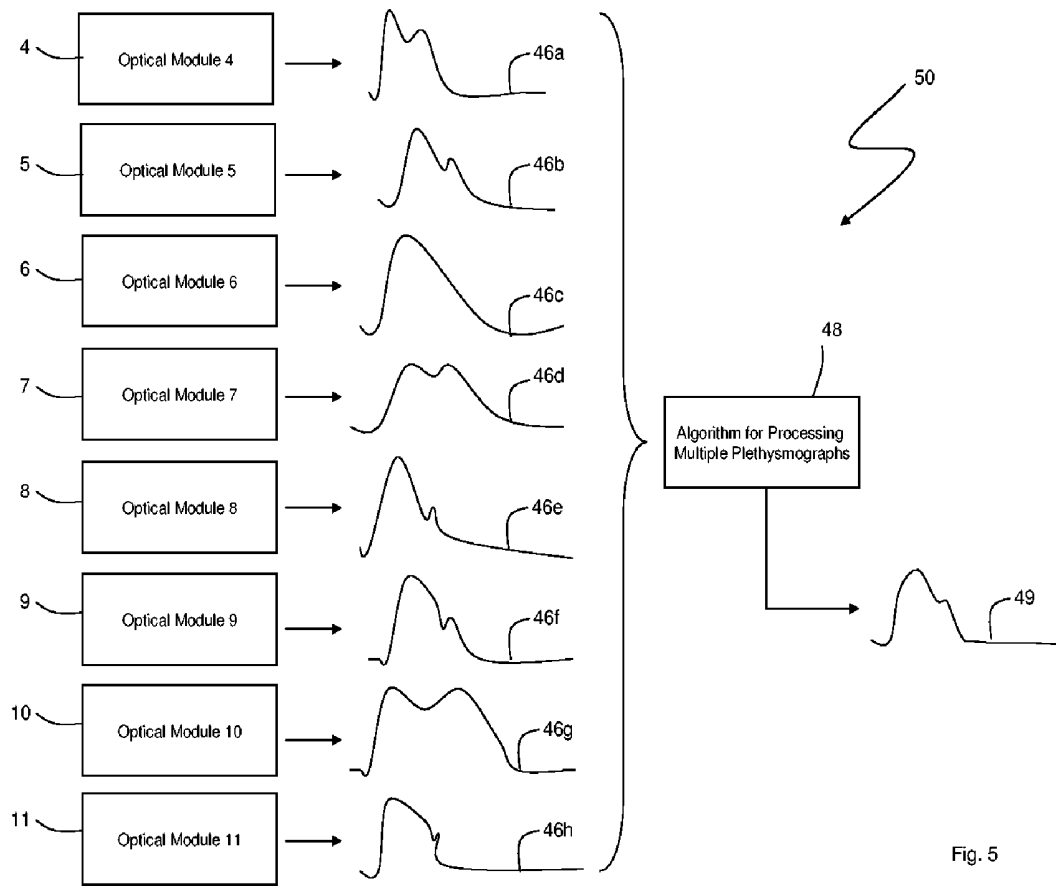 4
Optical Module 4
46a
50
5
Optical Module 5
46b
6
Optical Module 6
46c
48
7
Optical Module 7
46d
Algorithm for Processing
Multiple Plethysmographs
8
Optical Module 8
46e
9
Optical Module 9
46f
49
10
Optical Module 10
46g
11
Optical Module 11
46h
Fig. 5